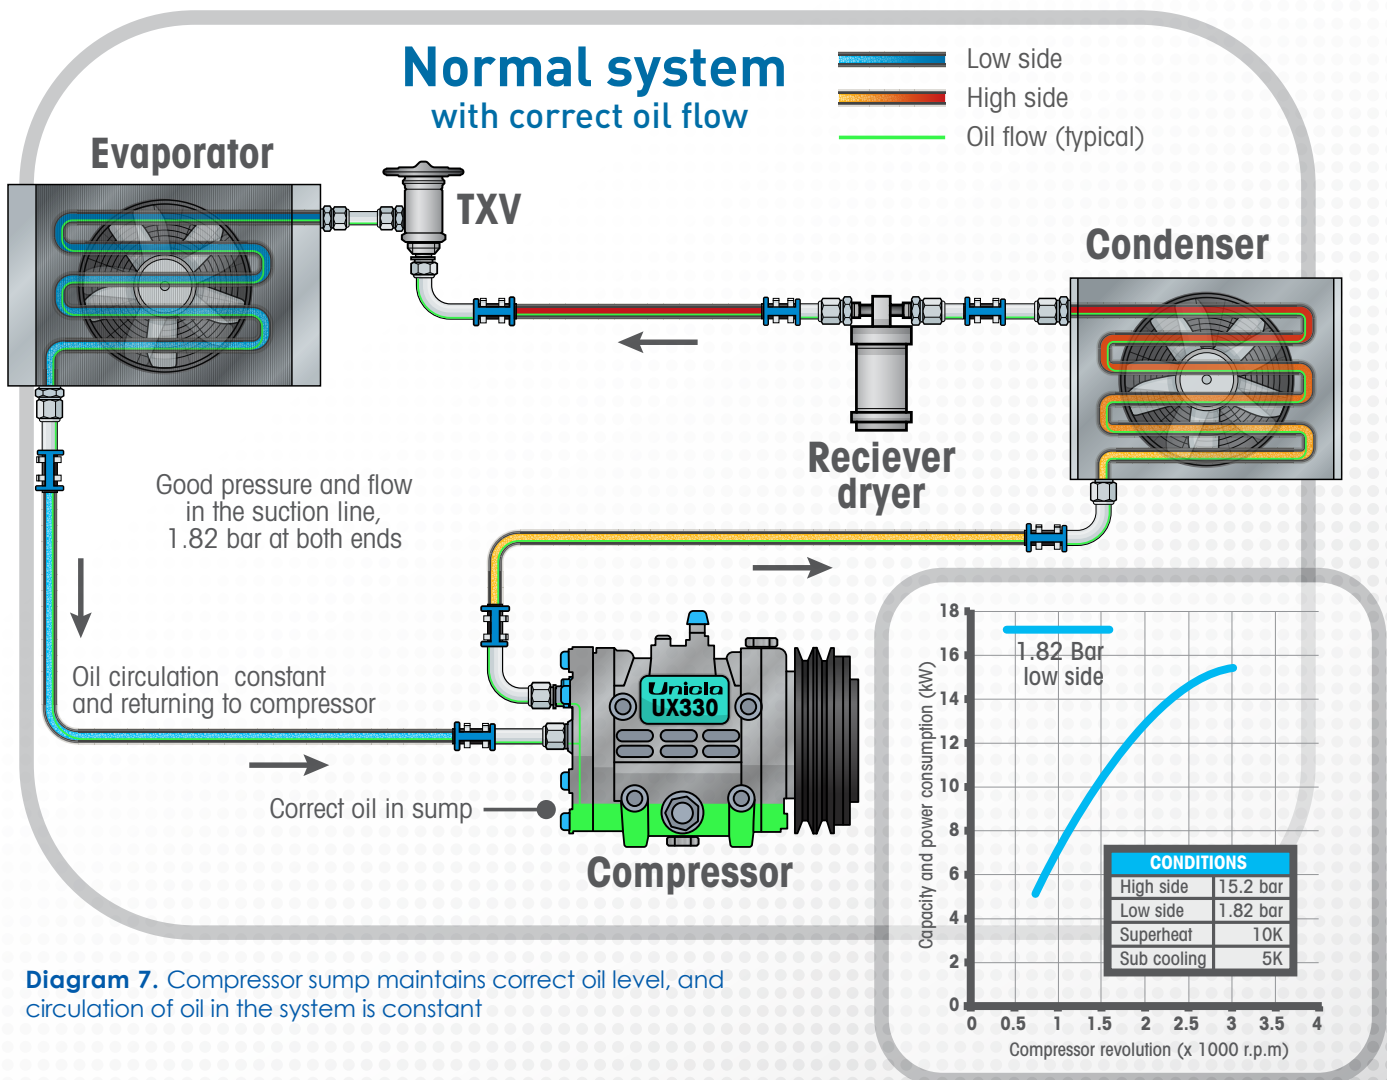 Normal system
with correct oil flow
Low side
High side
Oil flow (typical)
Evaporator
TXV
Condenser
Reciever
dryer
Good pressure and flow
in the suction line,
1.82 bar at both ends
Oil circulation constant
and returning to compressor
Unicla
UX330
Correct oil in sump
Compressor
18
16
14
12
10
8
6
4
2
0
Capacity and power consumption (kW)
1.82 Bar
low side
CONDITIONS
High side 15.2 bar
Low side 1.82 bar
Superheat 10K
Sub cooling 5K
0 0.5 1 1.5 2 2.5 3 3.5 4
Compressor revolution (x 1000 r.p.m)
Diagram 7. Compressor sump maintains correct oil level, and
circulation of oil in the system is constant